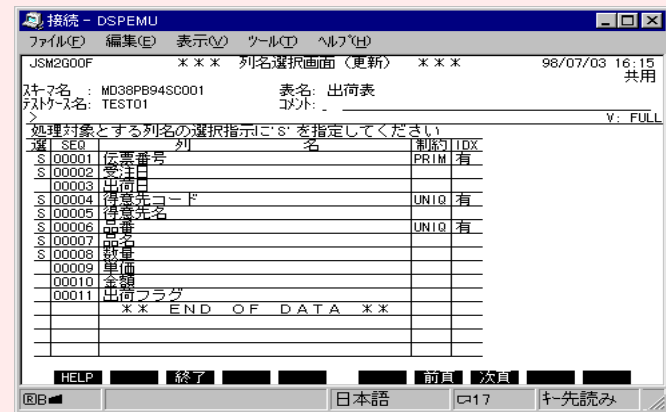 接続 - DSPEMU
ファイル(F) 編集(E) 表示(V) ツール(T) ヘルプ(H)
JSM2G00F ＊＊＊ 列名選択画面（更新） ＊＊＊ 98/07/03 16:15
共用
スキーマ名 : MD38PB94SC001 表名: 出荷表
テストケース名: TEST01 コメント: _
> V: FULL
処理対象とする列名の選択指示に'S' を指定してください
選 SEQ 列 名 制約 IDX
S 00001 伝票番号 PRIM 有
S 00002 受注日
00003 出荷日
S 00004 得意先コード UNIQ 有
S 00005 得意先名
S 00006 品番 UNIQ 有
S 00007 品名
S 00008 数量
00009 単価
00010 金額
00011 出荷フラグ
＊＊ END OF DATA ＊＊
HELP 終了 前頁 次頁
ⓇB 日本語 17 キー先読み